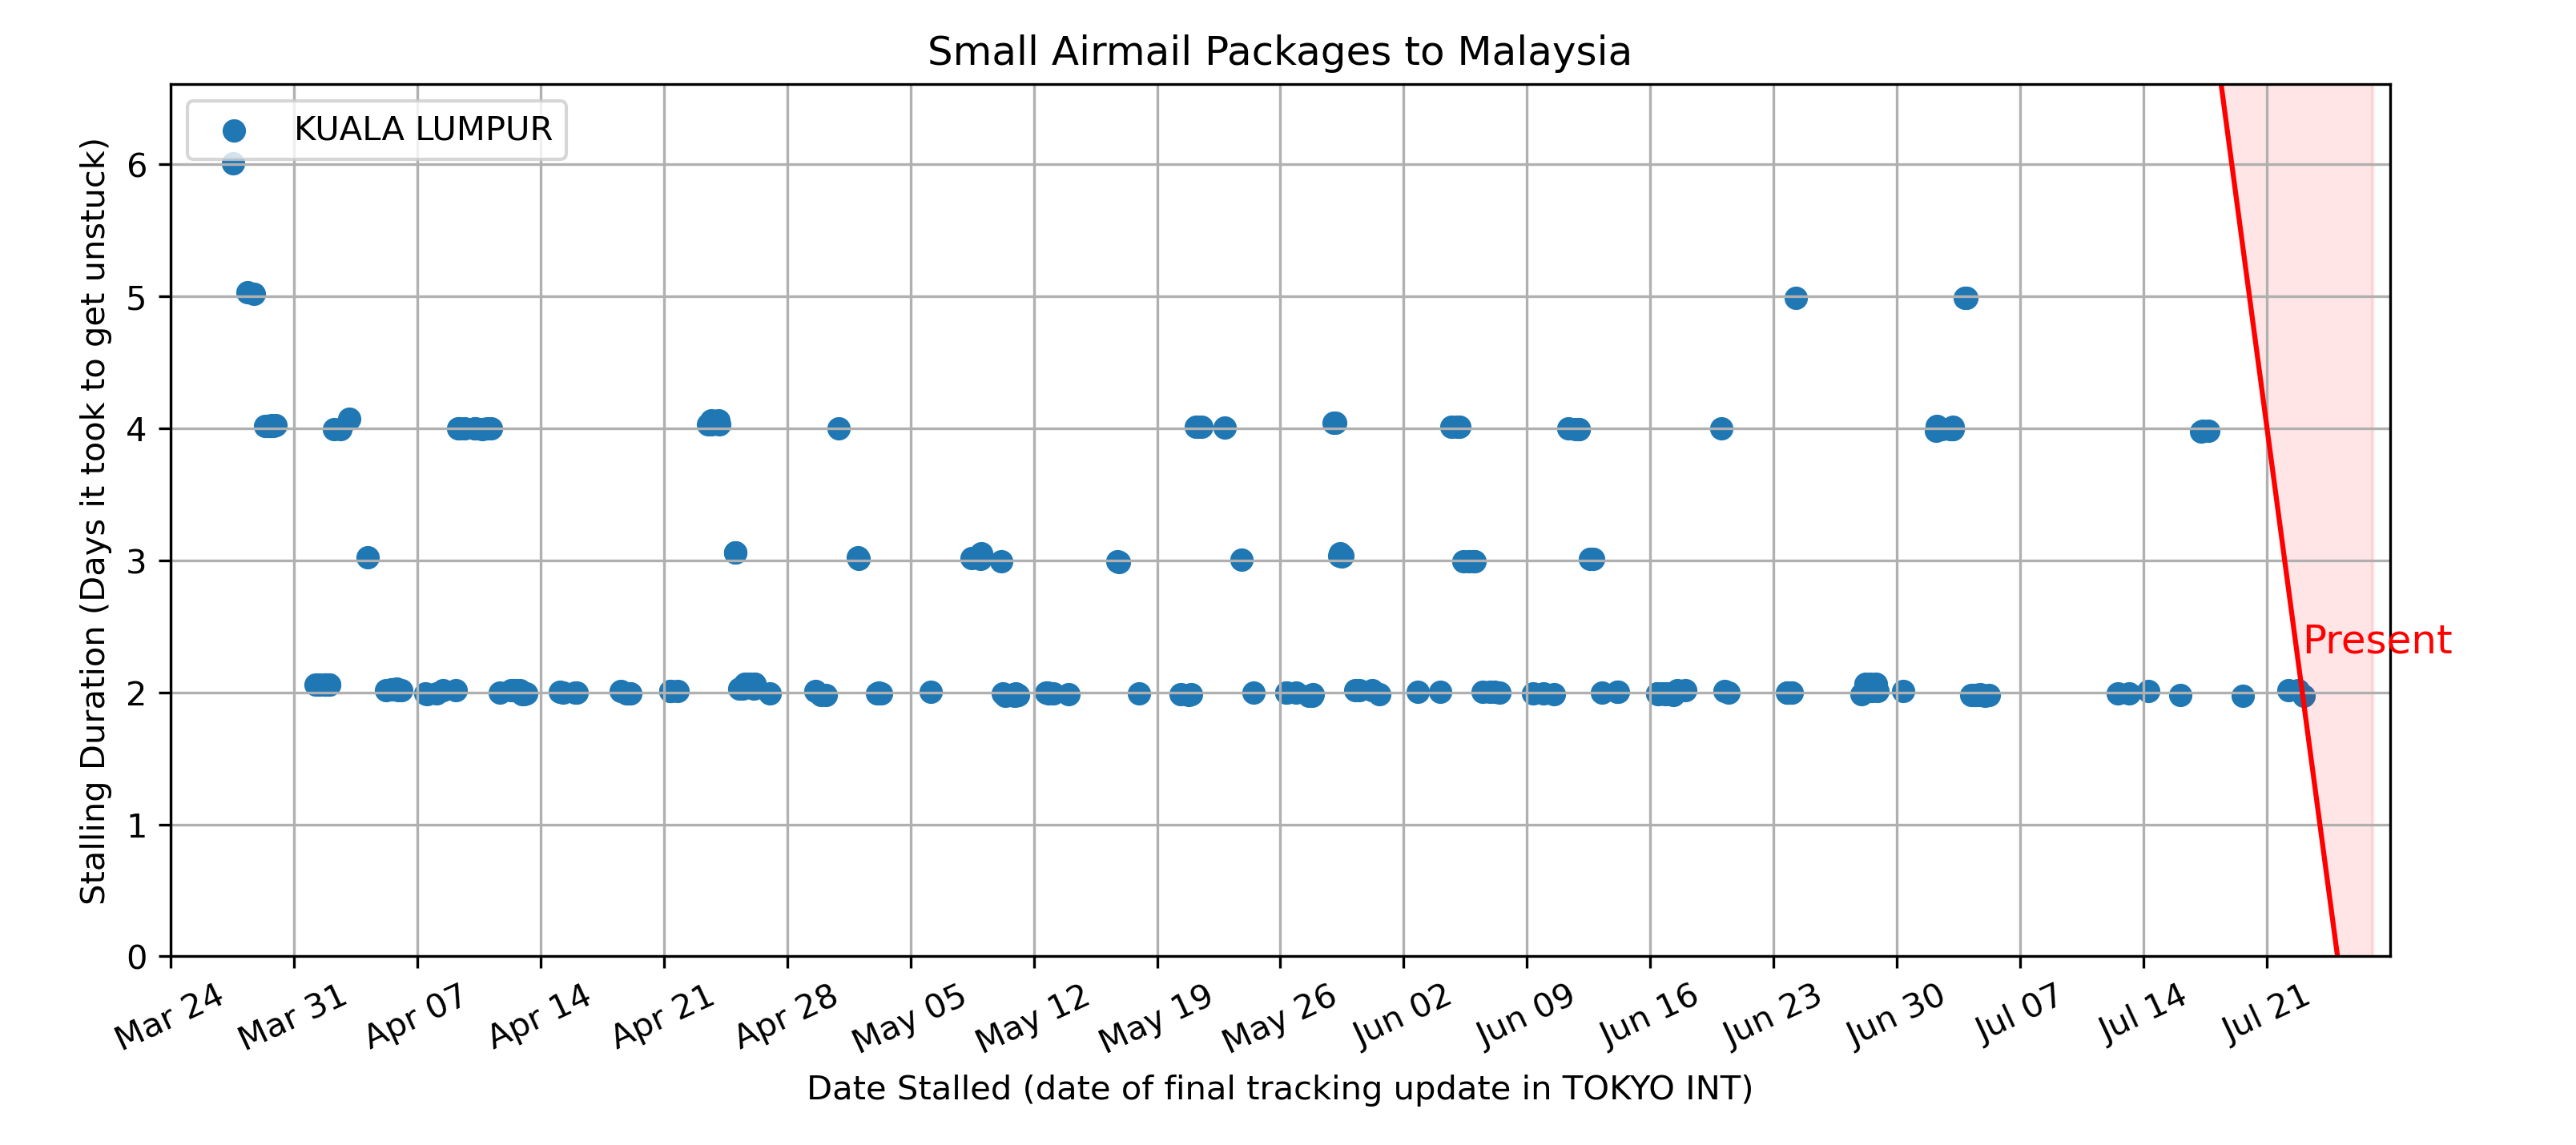 Small Airmail Packages to Malaysia
KUALA LUMPUR
Stalling Duration (Days it took to get unstuck)
6
5
4
3
2
1
0
Present
Mar 24
Mar 31
Apr 07
Apr 14
Apr 21
Apr 28
May 05
May 12
May 19
May 26
Jun 02
Jun 09
Jun 16
Jun 23
Jun 30
Jul 07
Jul 14
Jul 21
Date Stalled (date of final tracking update in TOKYO INT)